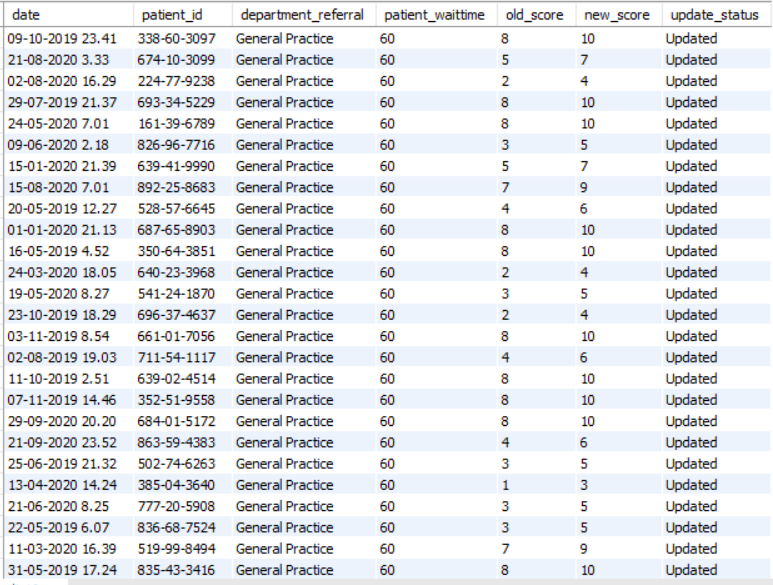 date patient_id department_referral patient_waittime old_score new_score update_status
09-10-2019 23.41 338-60-3097 General Practice 60 8 10 Updated
21-08-2020 3.33 674-10-3099 General Practice 60 5 7 Updated
02-08-2020 16.29 224-77-9238 General Practice 60 2 4 Updated
29-07-2019 21.37 693-34-5229 General Practice 60 8 10 Updated
24-05-2020 7.01 161-39-6789 General Practice 60 8 10 Updated
09-06-2020 2.18 826-96-7716 General Practice 60 3 5 Updated
15-01-2020 21.39 639-41-9990 General Practice 60 5 7 Updated
15-08-2020 7.01 892-25-8683 General Practice 60 7 9 Updated
20-05-2019 12.27 528-57-6645 General Practice 60 4 6 Updated
01-01-2020 21.13 687-65-8903 General Practice 60 8 10 Updated
16-05-2019 4.52 350-64-3851 General Practice 60 8 10 Updated
24-03-2020 18.05 640-23-3968 General Practice 60 2 4 Updated
19-05-2020 8.27 541-24-1870 General Practice 60 3 5 Updated
23-10-2019 18.29 696-37-4637 General Practice 60 2 4 Updated
03-11-2019 8.54 661-01-7056 General Practice 60 8 10 Updated
02-08-2019 19.03 711-54-1117 General Practice 60 4 6 Updated
11-10-2019 2.51 639-02-4514 General Practice 60 8 10 Updated
07-11-2019 14.46 352-51-9558 General Practice 60 8 10 Updated
29-09-2020 20.20 684-01-5172 General Practice 60 8 10 Updated
21-09-2020 23.52 863-59-4383 General Practice 60 4 6 Updated
25-06-2019 21.32 502-74-6263 General Practice 60 3 5 Updated
13-04-2020 14.24 385-04-3640 General Practice 60 1 3 Updated
21-06-2020 8.25 777-20-5908 General Practice 60 3 5 Updated
22-05-2019 6.07 836-68-7524 General Practice 60 3 5 Updated
11-03-2020 16.39 519-99-8494 General Practice 60 7 9 Updated
31-05-2019 17.24 835-43-3416 General Practice 60 8 10 Updated